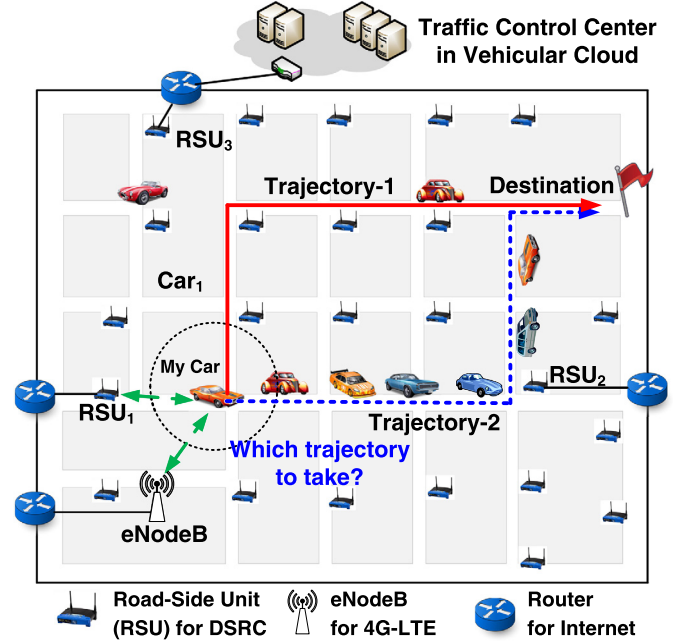 Traffic Control Center
in Vehicular Cloud
RSU₃
Trajectory-1
Destination
Car₁
My Car
RSU₁
RSU₂
Trajectory-2
Which trajectory
to take?
eNodeB
Road-Side Unit
(RSU) for DSRC
eNodeB
for 4G-LTE
Router
for Internet